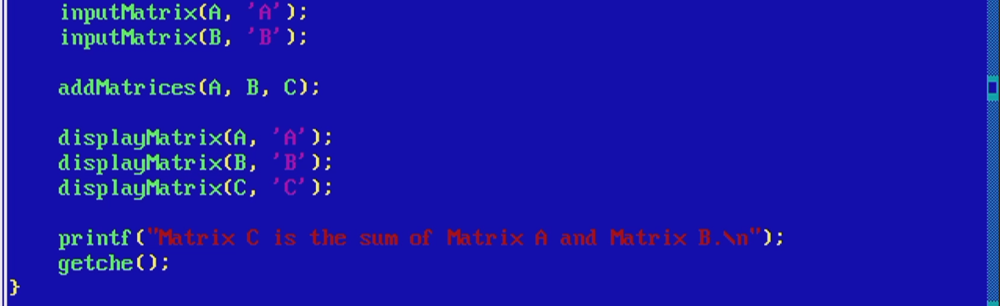 inputMatrix(A, 'A');
inputMatrix(B, 'B');
addMatrices(A, B, C);
displayMatrix(A, 'A');
displayMatrix(B, 'B');
displayMatrix(C, 'C');
printf("Matrix C is the sum of Matrix A and Matrix B.\n");
getche();
}